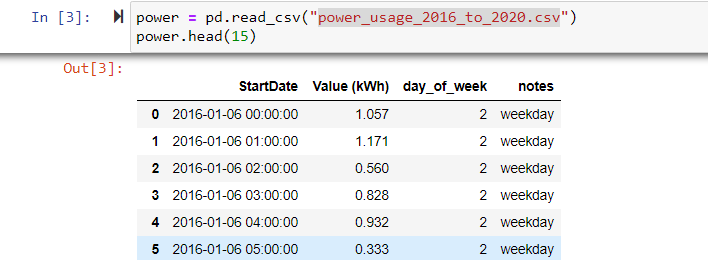 In [3]: power = pd.read_csv("power_usage_2016_to_2020.csv")
power.head(15)
Out[3]:
StartDate Value (kWh) day_of_week notes
0 2016-01-06 00:00:00 1.057 2 weekday
1 2016-01-06 01:00:00 1.171 2 weekday
2 2016-01-06 02:00:00 0.560 2 weekday
3 2016-01-06 03:00:00 0.828 2 weekday
4 2016-01-06 04:00:00 0.932 2 weekday
5 2016-01-06 05:00:00 0.333 2 weekday